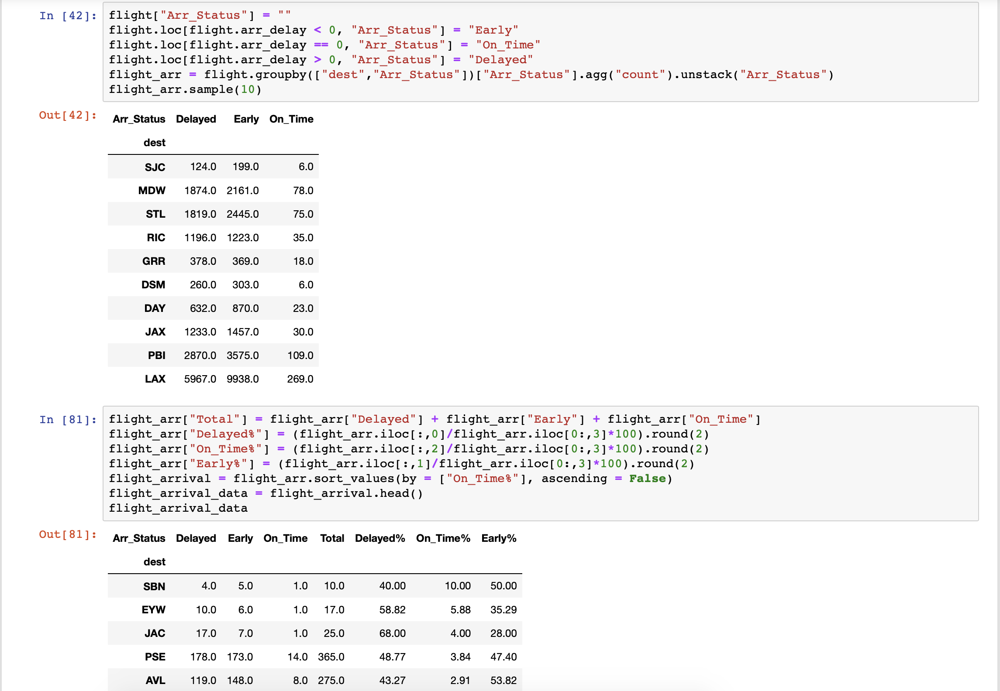 In [42]: flight["Arr_Status"] = ""
flight.loc[flight.arr_delay < 0, "Arr_Status"] = "Early"
flight.loc[flight.arr_delay == 0, "Arr_Status"] = "On_Time"
flight.loc[flight.arr_delay > 0, "Arr_Status"] = "Delayed"
flight_arr = flight.groupby(["dest","Arr_Status"])["Arr_Status"].agg("count").unstack("Arr_Status")
flight_arr.sample(10)
Out[42]: Arr_Status Delayed Early On_Time
dest
SJC 124.0 199.0 6.0
MDW 1874.0 2161.0 78.0
STL 1819.0 2445.0 75.0
RIC 1196.0 1223.0 35.0
GRR 378.0 369.0 18.0
DSM 260.0 303.0 6.0
DAY 632.0 870.0 23.0
JAX 1233.0 1457.0 30.0
PBI 2870.0 3575.0 109.0
LAX 5967.0 9938.0 269.0
In [81]: flight_arr["Total"] = flight_arr["Delayed"] + flight_arr["Early"] + flight_arr["On_Time"]
flight_arr["Delayed%"] = (flight_arr.iloc[:,0]/flight_arr.iloc[0:,3]*100).round(2)
flight_arr["On_Time%"] = (flight_arr.iloc[:,2]/flight_arr.iloc[0:,3]*100).round(2)
flight_arr["Early%"] = (flight_arr.iloc[:,1]/flight_arr.iloc[0:,3]*100).round(2)
flight_arrival = flight_arr.sort_values(by = ["On_Time%"], ascending = False)
flight_arrival_data = flight_arrival.head()
flight_arrival_data
Out[81]: Arr_Status Delayed Early On_Time Total Delayed% On_Time% Early%
dest
SBN 4.0 5.0 1.0 10.0 40.00 10.00 50.00
EYW 10.0 6.0 1.0 17.0 58.82 5.88 35.29
JAC 17.0 7.0 1.0 25.0 68.00 4.00 28.00
PSE 178.0 173.0 14.0 365.0 48.77 3.84 47.40
AVL 119.0 148.0 8.0 275.0 43.27 2.91 53.82